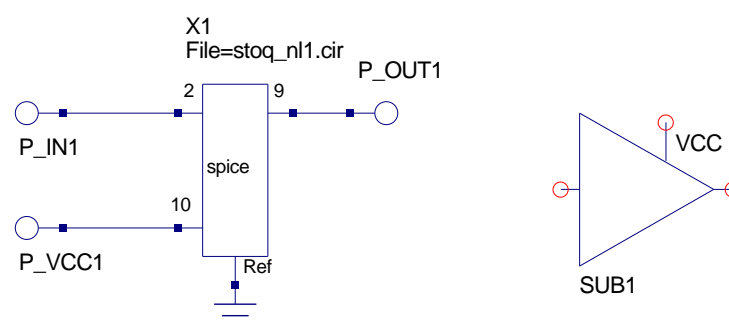 X1
File=stoq_nl1.cir
P_OUT1
2
9
P_IN1
spice
VCC
10
P_VCC1
Ref
SUB1